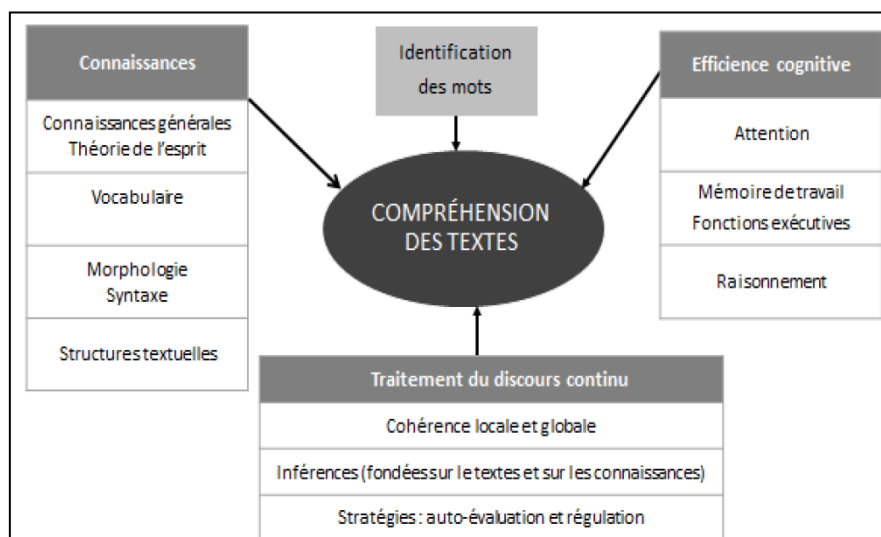 Connaissances
Connaissances générales
Théorie de l'esprit
Vocabulaire
Morphologie
Syntaxe
Structures textuelles
Identification
des mots
Efficience cognitive
Attention
Mémoire de travail
Fonctions exécutives
Raisonnement
COMPRÉHENSION
DES TEXTES
Traitement du discours continu
Cohérence locale et globale
Inférences (fondées sur le textes et sur les connaissances)
Stratégies : auto-évaluation et régulation